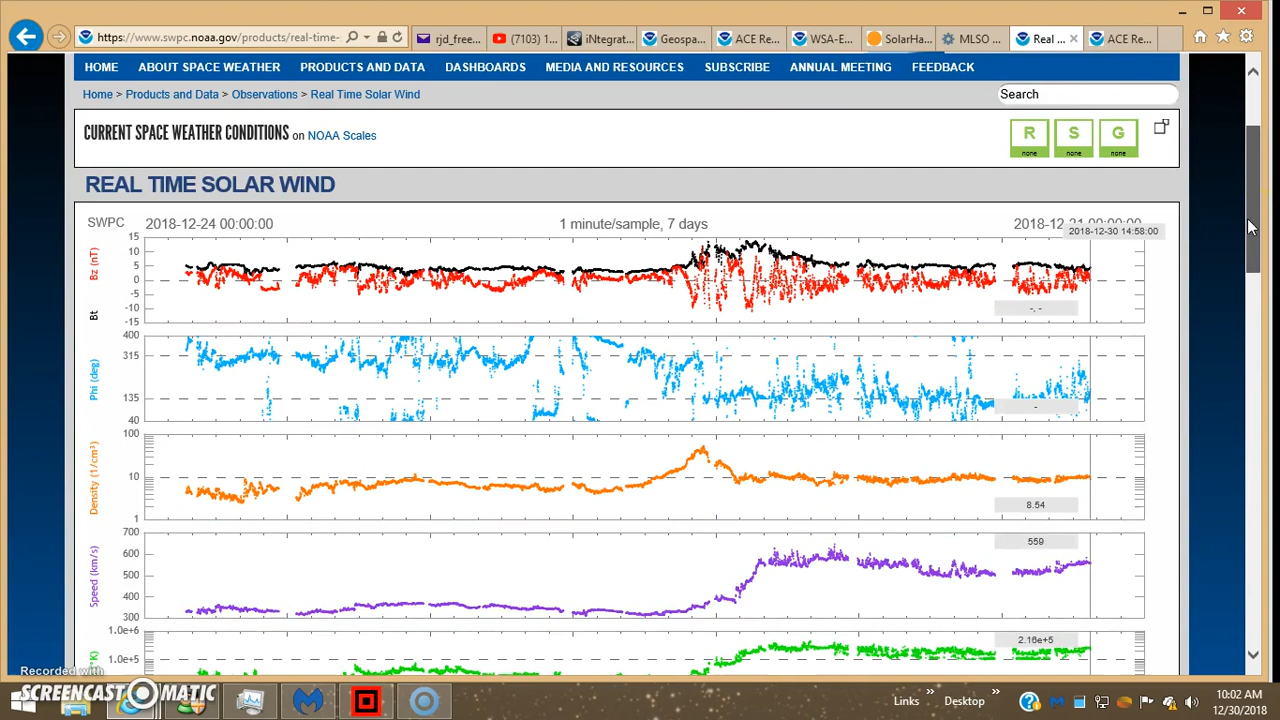 https://www.swpc.noaa.gov/products/real-time-
rjd_free...
(7103) 1...
iNtegrat...
Geospa...
ACE Re...
WSA-E...
SolarHa...
MLSO ...
Real ...
ACE Re...
HOME
ABOUT SPACE WEATHER
PRODUCTS AND DATA
DASHBOARDS
MEDIA AND RESOURCES
SUBSCRIBE
ANNUAL MEETING
FEEDBACK
Home > Products and Data > Observations > Real Time Solar Wind
Search
CURRENT SPACE WEATHER CONDITIONS on NOAA Scales
R
none
S
none
G
none
REAL TIME SOLAR WIND
SWPC
2018-12-24 00:00:00
1 minute/sample, 7 days
2018-12-31 00:00:00
2018-12-30 14:58:00
Bt Bz (nT)
15
10
5
0
-5
-10
-15
-, -
Phi (deg)
400
315
135
40
-
Density (1/cm³)
100
10
1
8.54
Speed (km/s)
700
600
500
400
300
559
°K)
1.0e+6
1.0e+5
2.16e+5
Recorded with
SCREENCAST-O-MATIC
Links
»
Desktop
»
10:02 AM
12/30/2018